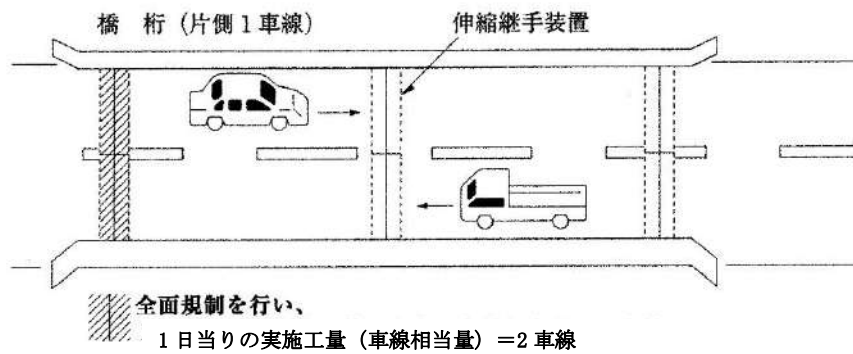 橋 桁（片側１車線）
伸縮継手装置
全面規制を行い、
１日当りの実施工量（車線相当量）＝2 車線